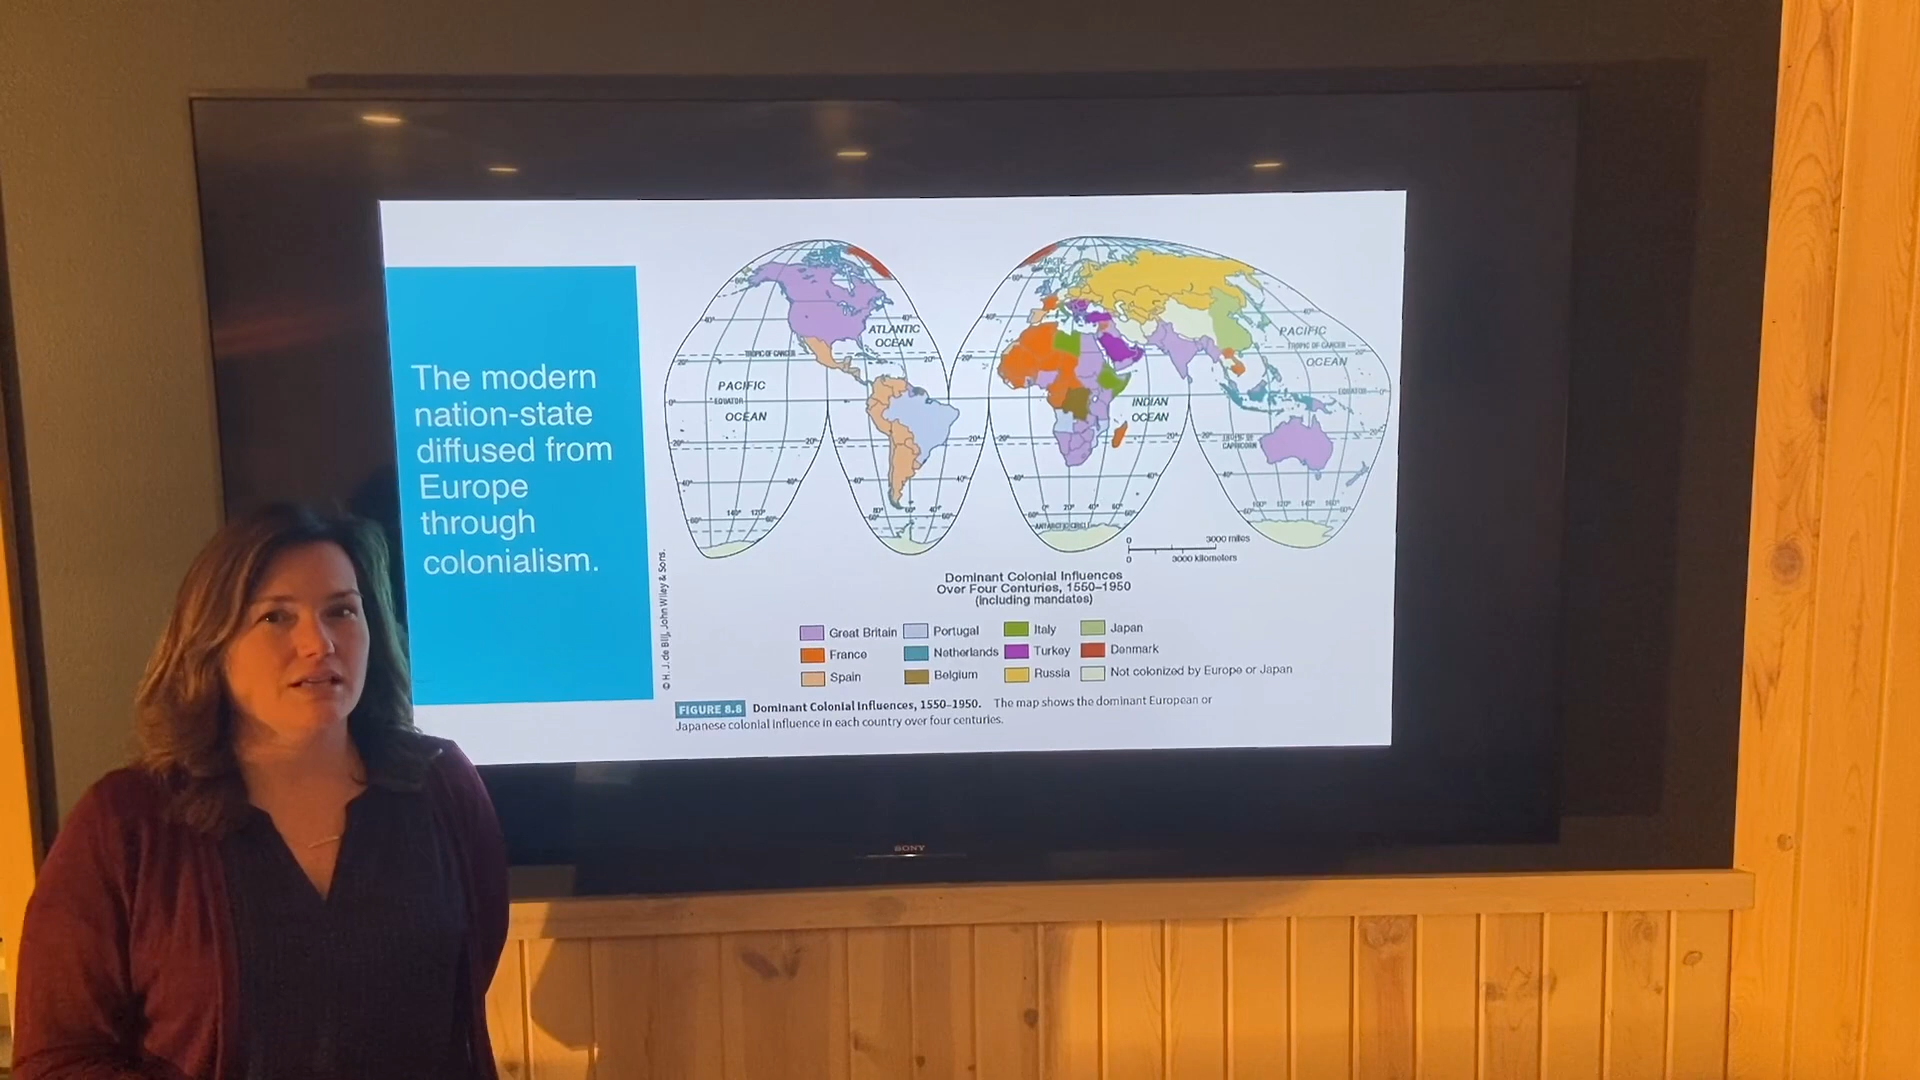 The modern
nation-state
diffused from
Europe
through
colonialism.
© H. J. de Blij, John Wiley & Sons.
ARCTIC
CIRCLE
ATLANTIC
OCEAN
TROPIC OF CANCER
PACIFIC
EQUATOR
OCEAN
PACIFIC
TROPIC OF CANCER
OCEAN
EQUATOR
INDIAN
OCEAN
TROPIC OF
CAPRICORN
ANTARCTIC CIRCLE
0 3000 miles
0 3000 kilometers
Dominant Colonial Influences
Over Four Centuries, 1550–1950
(including mandates)
Great Britain Portugal Italy Japan
France Netherlands Turkey Denmark
Spain Belgium Russia Not colonized by Europe or Japan
FIGURE 8.8 Dominant Colonial Influences, 1550–1950. The map shows the dominant European or
Japanese colonial influence in each country over four centuries.
SONY